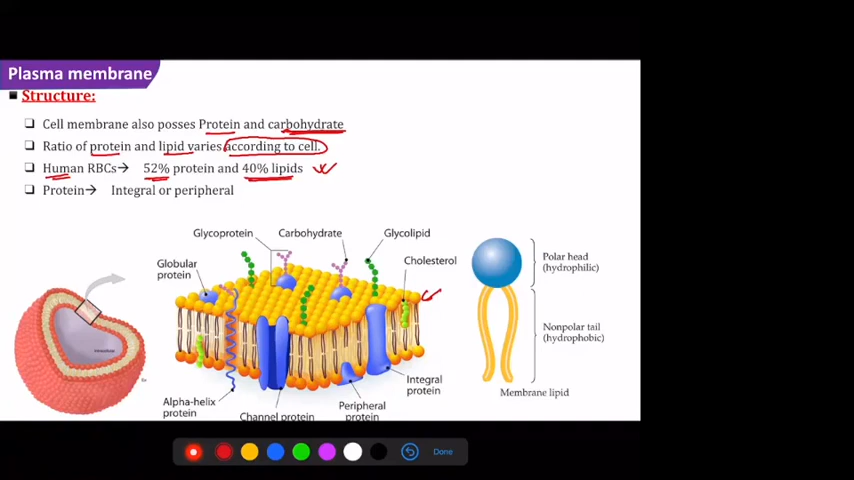 Plasma membrane
Structure:
Cell membrane also posses Protein and carbohydrate
Ratio of protein and lipid varies according to cell.
Human RBCs→ 52% protein and 40% lipids
Protein→ Integral or peripheral
Glycoprotein
Carbohydrate
Glycolipid
Globular
protein
Cholesterol
Polar head
(hydrophilic)
Nonpolar tail
(hydrophobic)
Membrane lipid
Integral
protein
Alpha-helix
protein
Channel protein
Peripheral
protein
Done